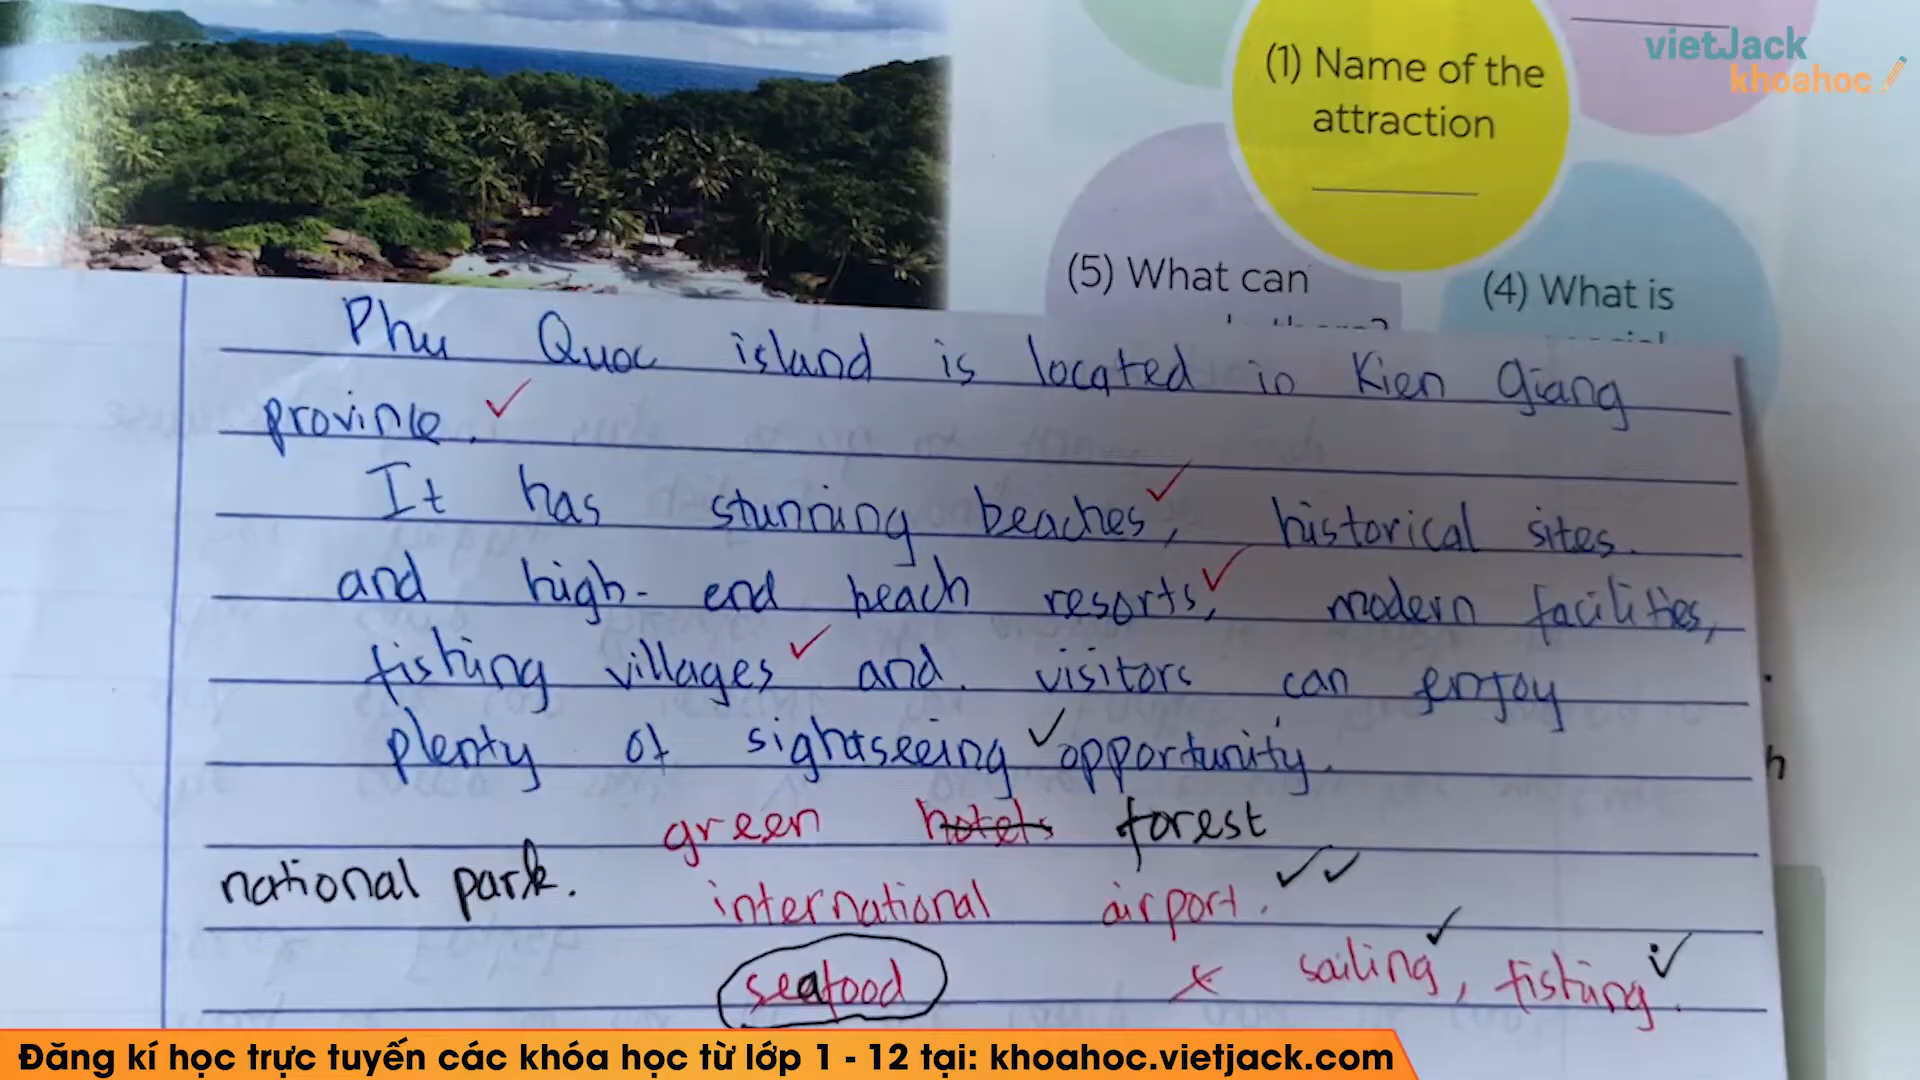 vietJack
khoahoc
(1) Name of the
attraction
(5) What can
(4) What is
Phu Quoc island is located in Kien Giang
province.
It has stunning beaches, historical sites.
and high-end beach resorts, modern facilities,
fishing villages and. visitors can enjoy
plenty of sightseeing opportunity.
green hotels forest
national park.
international airport.
seafood
x sailing, fishing.
Đăng kí học trực tuyến các khóa học từ lớp 1 - 12 tại: khoahoc.vietjack.com